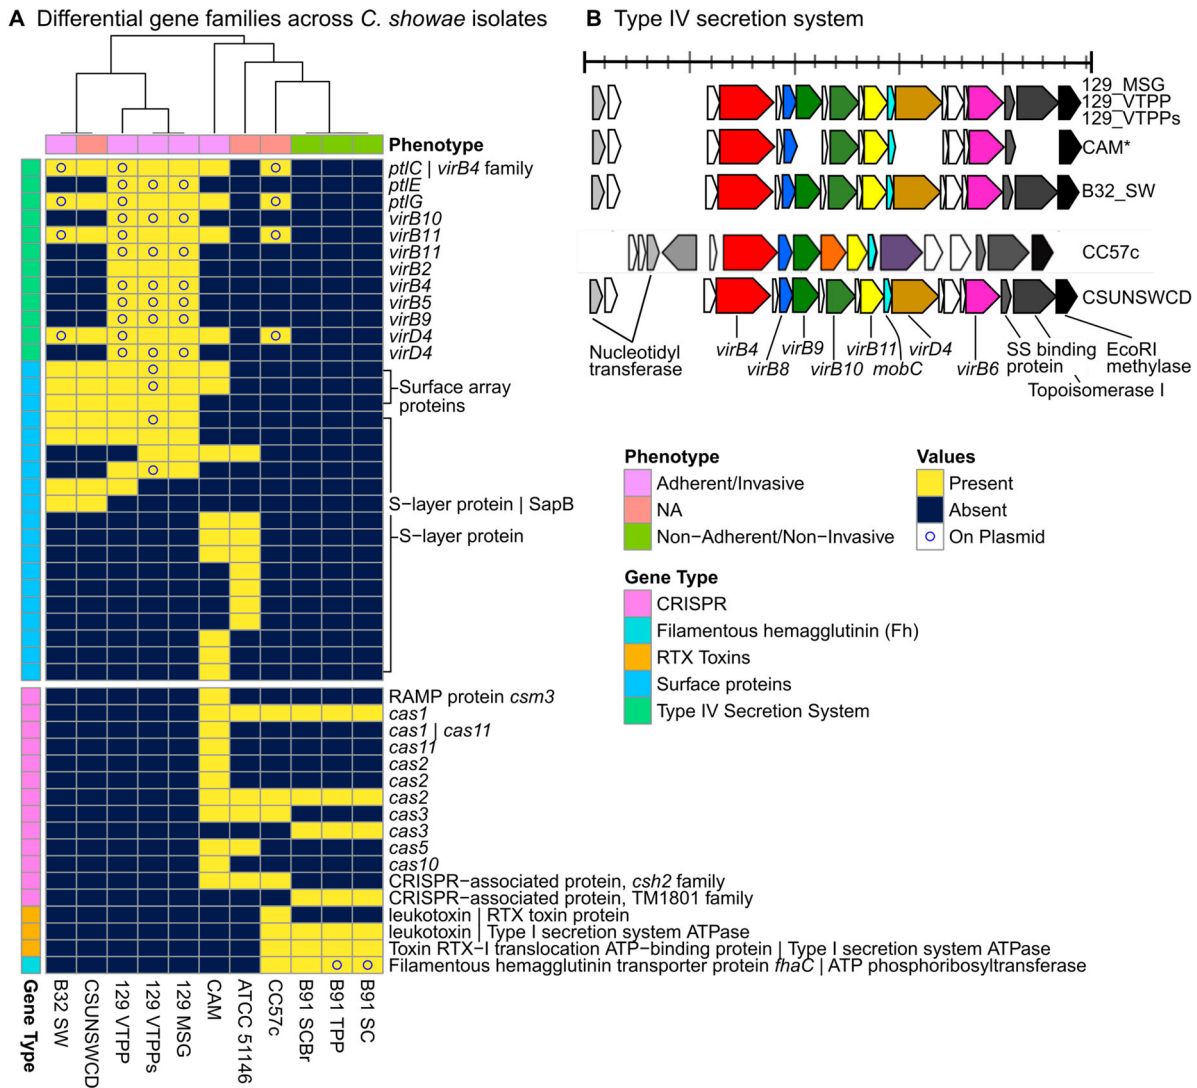 A Differential gene families across C. showae isolates
Phenotype
ptlC | virB4 family
ptlE
ptlG
virB10
virB11
virB11
virB2
virB4
virB5
virB9
virD4
virD4
Surface array
proteins
S−layer protein | SapB
S−layer protein
RAMP protein csm3
cas1
cas1 | cas11
cas11
cas2
cas2
cas2
cas3
cas3
cas5
cas10
CRISPR−associated protein, csh2 family
CRISPR−associated protein, TM1801 family
leukotoxin | RTX toxin protein
leukotoxin | Type I secretion system ATPase
Toxin RTX−I translocation ATP−binding protein | Type I secretion system ATPase
Filamentous hemagglutinin transporter protein fhaC | ATP phosphoribosyltransferase
Gene Type
B32 SW
CSUNSWCD
129 VTPP
129 VTPPs
129 MSG
CAM
ATCC 51146
CC57c
B91 SCBr
B91 TPP
B91 SC
B Type IV secretion system
129_MSG
129_VTPP
129_VTPPs
CAM*
B32_SW
CC57c
CSUNSWCD
Nucleotidyl
transferase
virB4
virB8
virB9
virB10
virB11
mobC
virD4
virB6
SS binding
protein
Topoisomerase I
EcoRI
methylase
Phenotype
Adherent/Invasive
NA
Non−Adherent/Non−Invasive
Values
Present
Absent
On Plasmid
Gene Type
CRISPR
Filamentous hemagglutinin (Fh)
RTX Toxins
Surface proteins
Type IV Secretion System